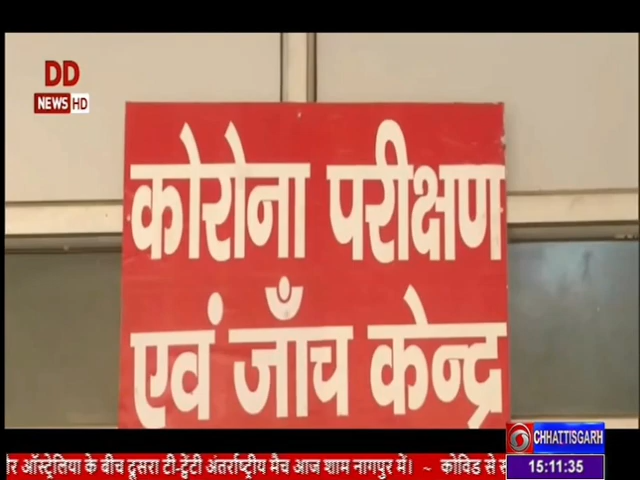 DD
NEWS HD
कोरोना परीक्षण
एवं जाँच केन्द्र
CHHATTISGARH
ऑस्ट्रेलिया के बीच दूसरा टी-ट्वेंटी अंतर्राष्ट्रीय मैच आज शाम नागपुर में। ~ कोविड से
15:11:35